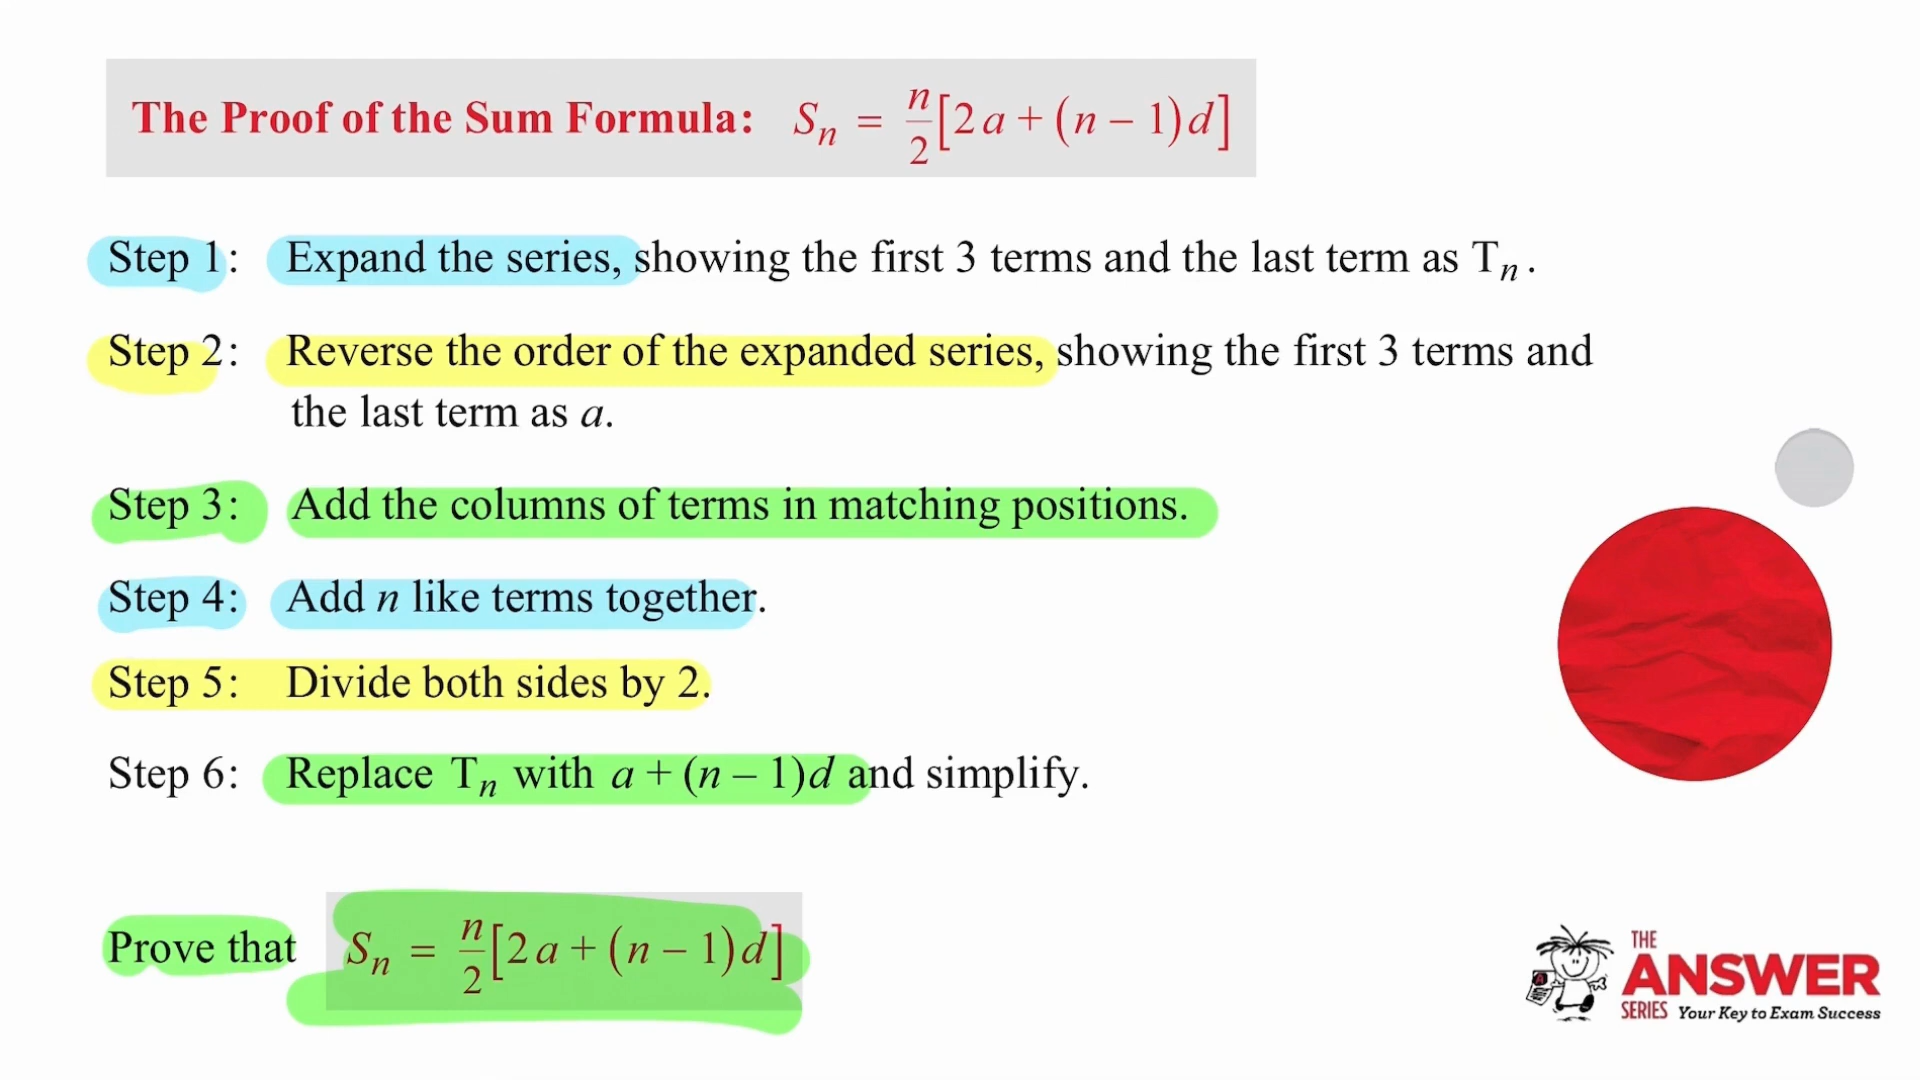 The Proof of the Sum Formula: Sₙ = n/2[2a + (n − 1)d]
Step 1: Expand the series, showing the first 3 terms and the last term as Tₙ.
Step 2: Reverse the order of the expanded series, showing the first 3 terms and
the last term as a.
Step 3: Add the columns of terms in matching positions.
Step 4: Add n like terms together.
Step 5: Divide both sides by 2.
Step 6: Replace Tₙ with a + (n − 1)d and simplify.
Prove that Sₙ = n/2[2a + (n − 1)d]
THE
ANSWER
SERIES Your Key to Exam Success